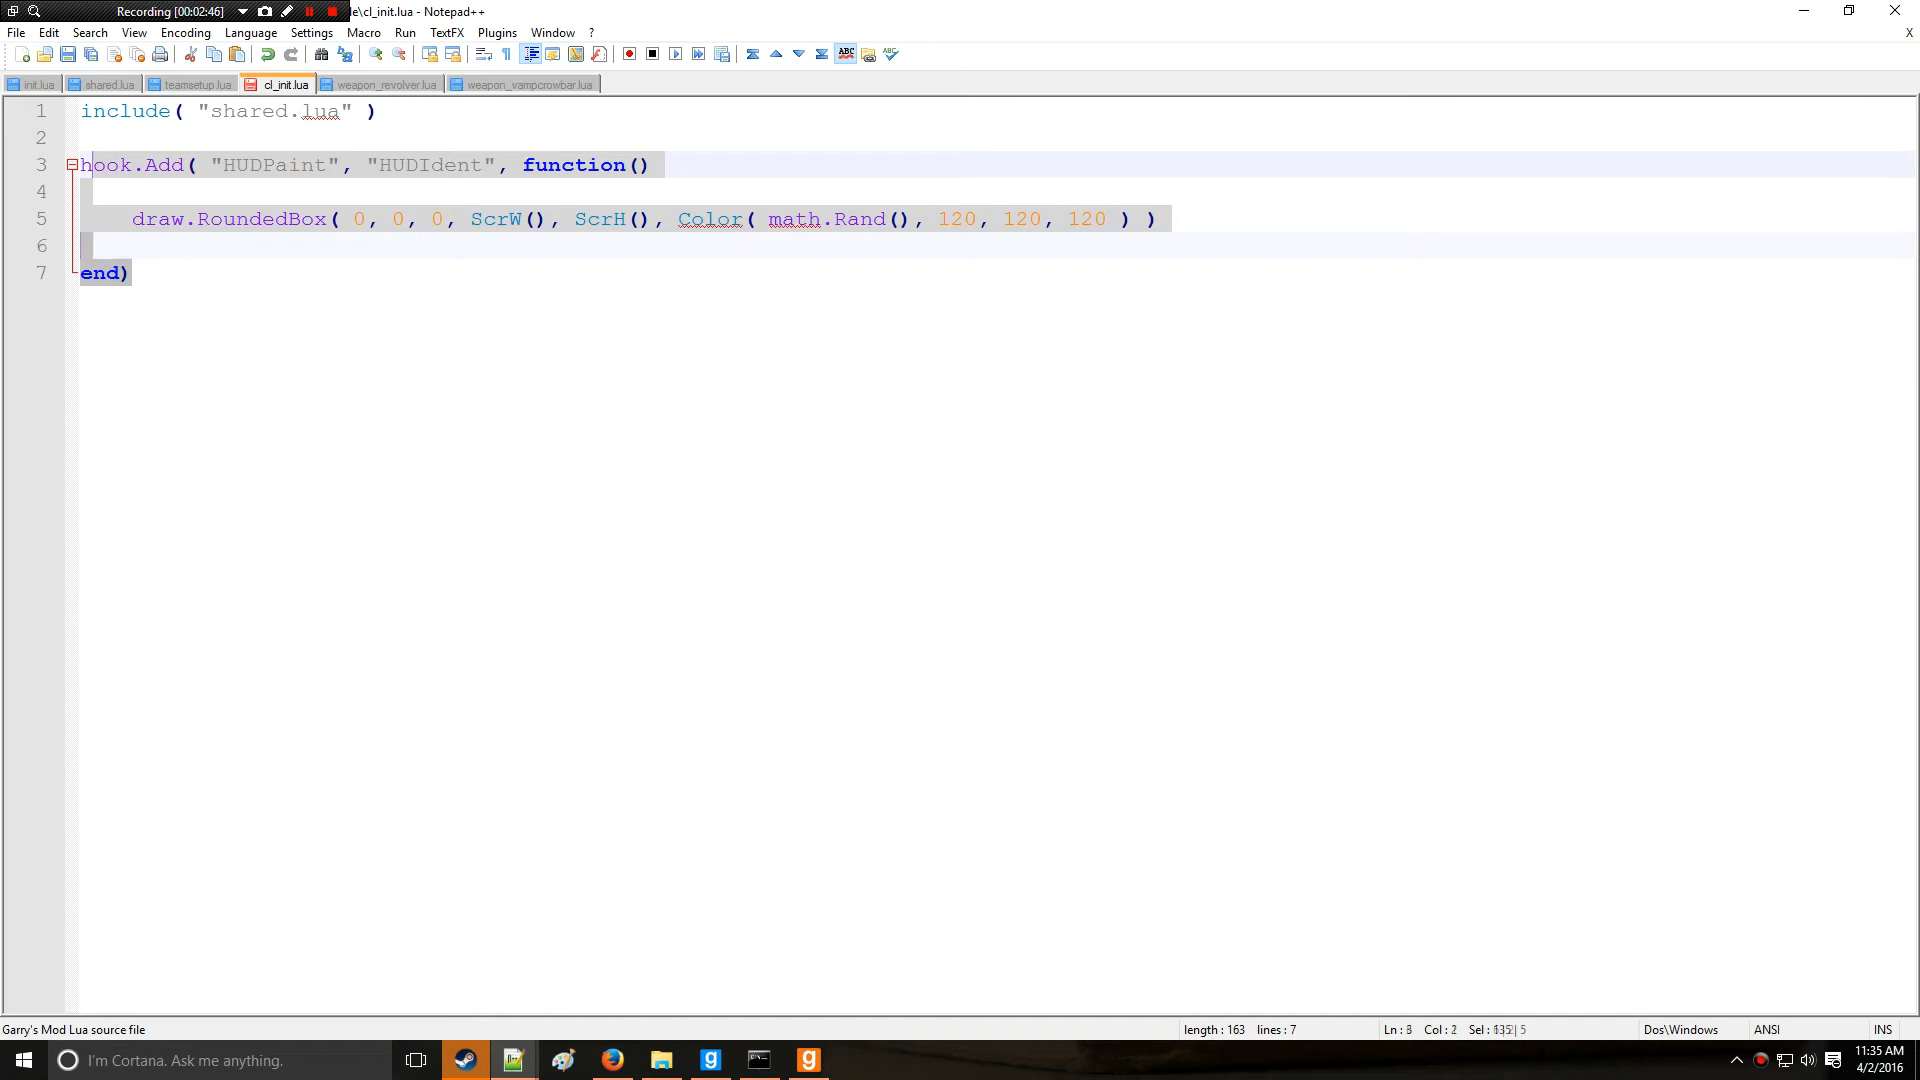 Recording [00:02:46]
le\cl_init.lua - Notepad++
File Edit Search View Encoding Language Settings Macro Run TextFX Plugins Window ?
X
init.lua shared.lua teamsetup.lua cl_init.lua weapon_revolver.lua weapon_vampcrowbar.lua
1 include( "shared.lua" )
2
3 hook.Add( "HUDPaint", "HUDIdent", function()
4
5 draw.RoundedBox( 0, 0, 0, ScrW(), ScrH(), Color( math.Rand(), 120, 120, 120 ) )
6
7 end)
Garry's Mod Lua source file length : 163 lines : 7 Ln : Col : 2 Sel : | 5 Dos\Windows ANSI INS
I'm Cortana. Ask me anything.
11:35 AM
4/2/2016